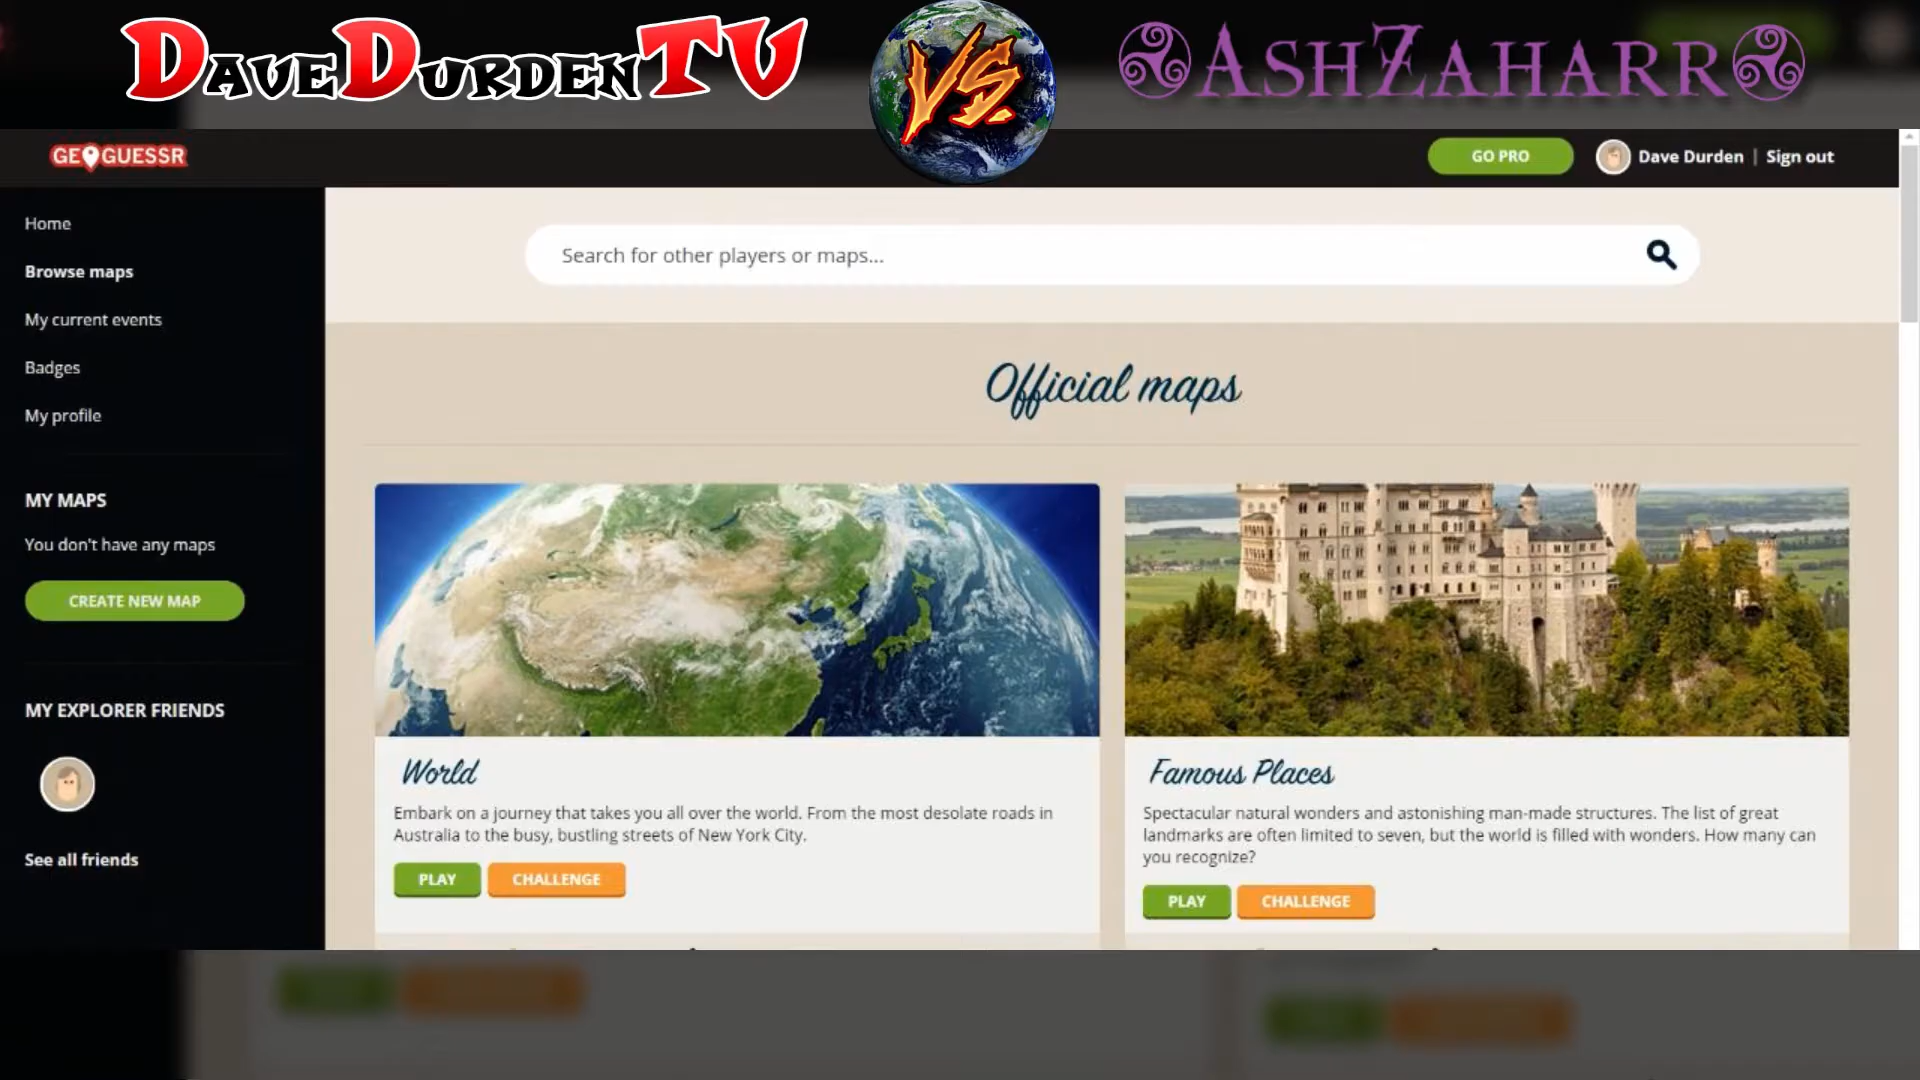 DaveDurdenTV
VS.
AshZaharr
GEOGUESSR
GO PRO
Dave Durden | Sign out
Home
Browse maps
My current events
Badges
My profile
MY MAPS
You don't have any maps
CREATE NEW MAP
MY EXPLORER FRIENDS
See all friends
Search for other players or maps...
Official maps
World
Embark on a journey that takes you all over the world. From the most desolate roads in
Australia to the busy, bustling streets of New York City.
PLAY CHALLENGE
Famous Places
Spectacular natural wonders and astonishing man-made structures. The list of great
landmarks are often limited to seven, but the world is filled with wonders. How many can
you recognize?
PLAY CHALLENGE